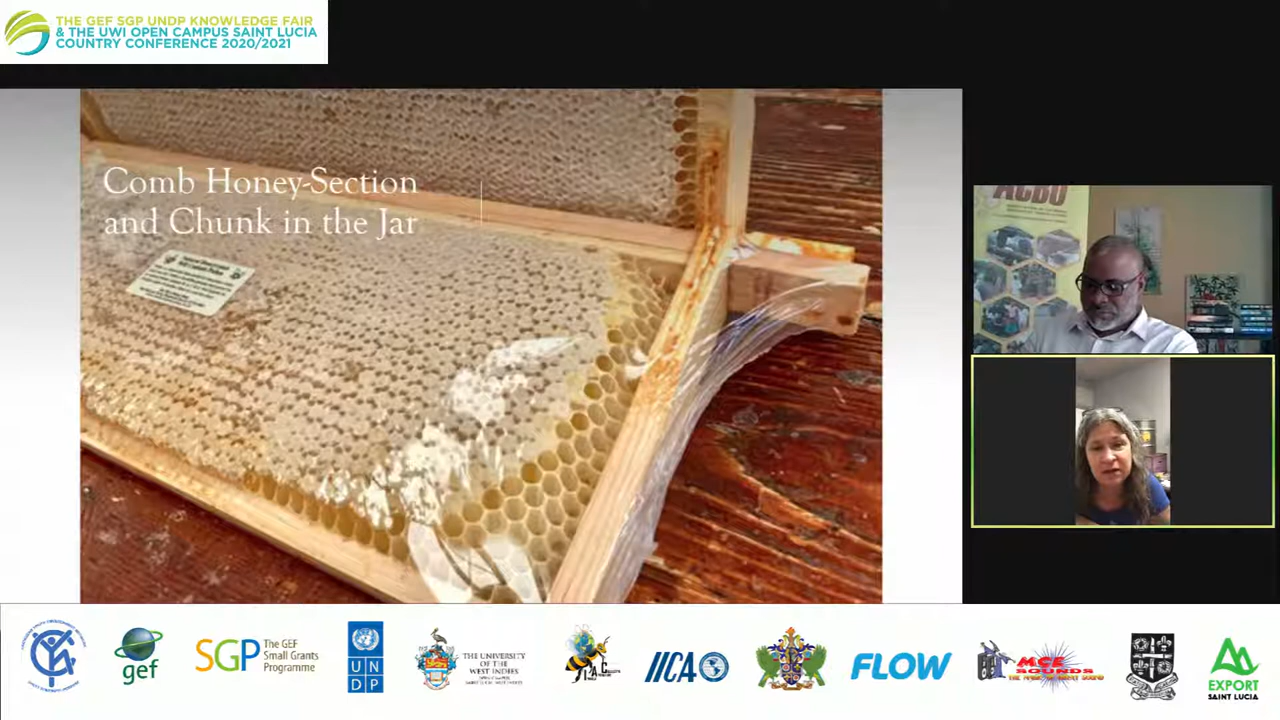 THE GEF SGP UNDP KNOWLEDGE FAIR
& THE UWI OPEN CAMPUS SAINT LUCIA
COUNTRY CONFERENCE 2020/2021
Comb Honey-Section
and Chunk in the Jar
ACBO
gef
SGP
The GEF
Small Grants
Programme
U N
D P
THE UNIVERSITY
OF THE
WEST INDIES
IICA
FLOW
MCE
SOUNDS
EXPORT
SAINT LUCIA